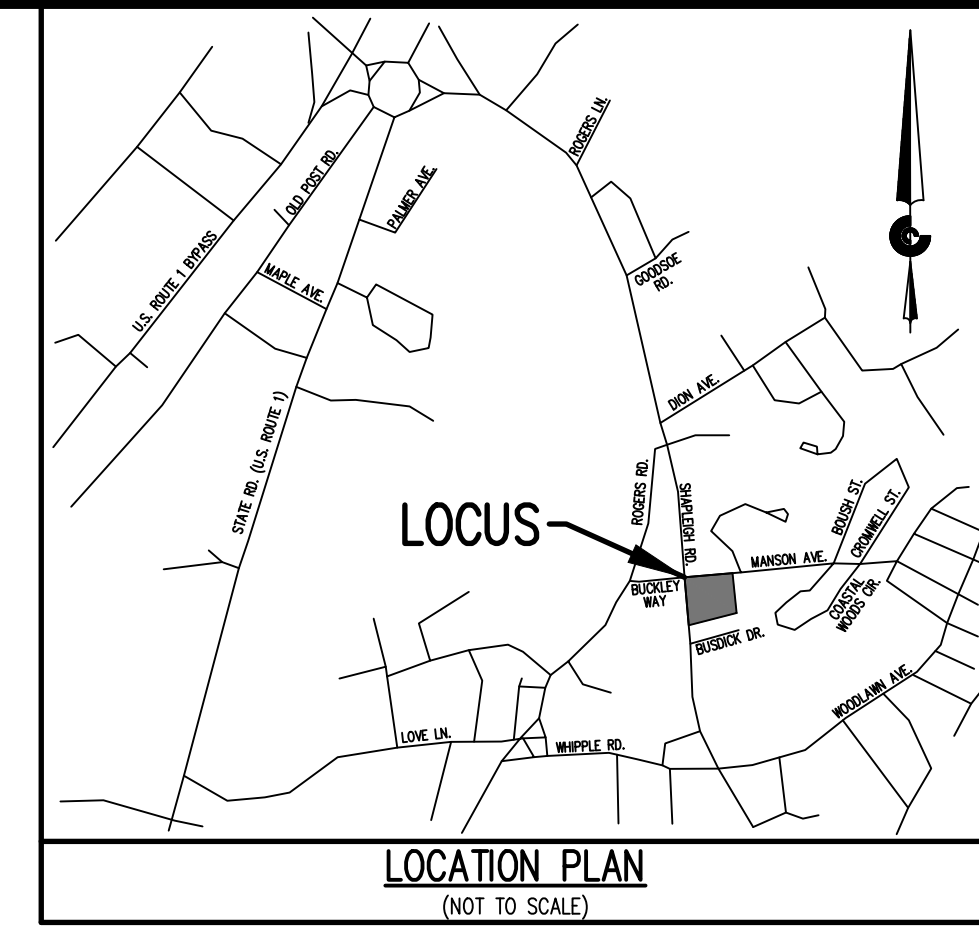 ROGERS LN.
OLD POST RD.
PALMER AVE.
U.S. ROUTE 1 BYPASS
MAPLE AVE.
GOODSOE
RD.
DION AVE.
STATE RD. (U.S. ROUTE 1)
ROGERS RD.
SHAPLEIGH RD.
BOUSH ST.
CROMWELL ST.
LOCUS
MANSON AVE.
BUCKLEY
WAY
COASTAL
WOODS CIR.
BUSDICK DR.
WOODLAWN AVE.
LOVE LN.
WHIPPLE RD.
LOCATION PLAN
(NOT TO SCALE)